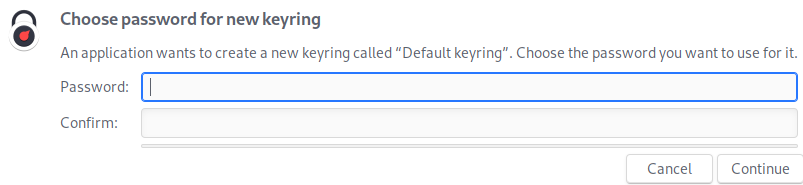 Choose password for new keyring
An application wants to create a new keyring called “Default keyring”. Choose the password you want to use for it.
Password:
Confirm:
Cancel Continue